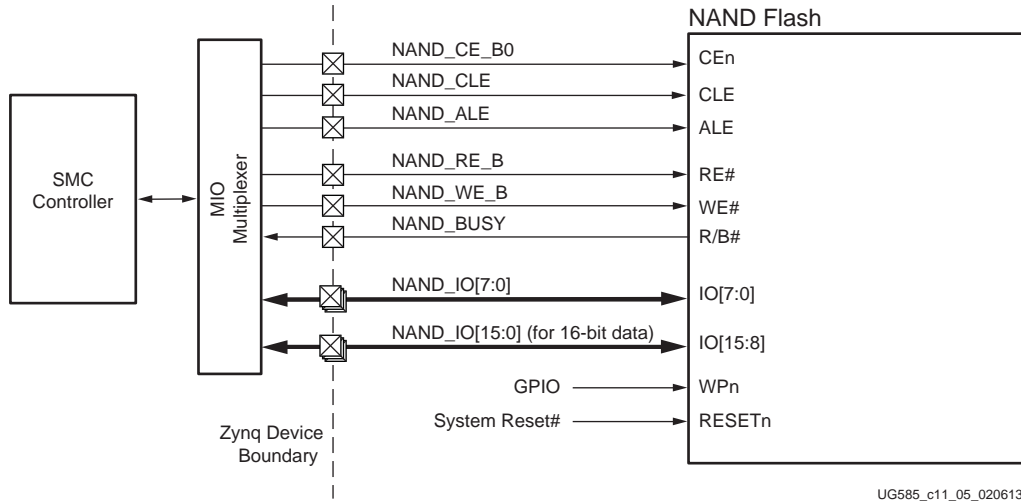 NAND Flash
SMC
Controller
MIO
Multiplexer
NAND_CE_B0
CEn
NAND_CLE
CLE
NAND_ALE
ALE
NAND_RE_B
RE#
NAND_WE_B
WE#
NAND_BUSY
R/B#
NAND_IO[7:0]
IO[7:0]
NAND_IO[15:0] (for 16-bit data)
IO[15:8]
GPIO
WPn
System Reset#
RESETn
Zynq Device
Boundary
UG585_c11_05_020613